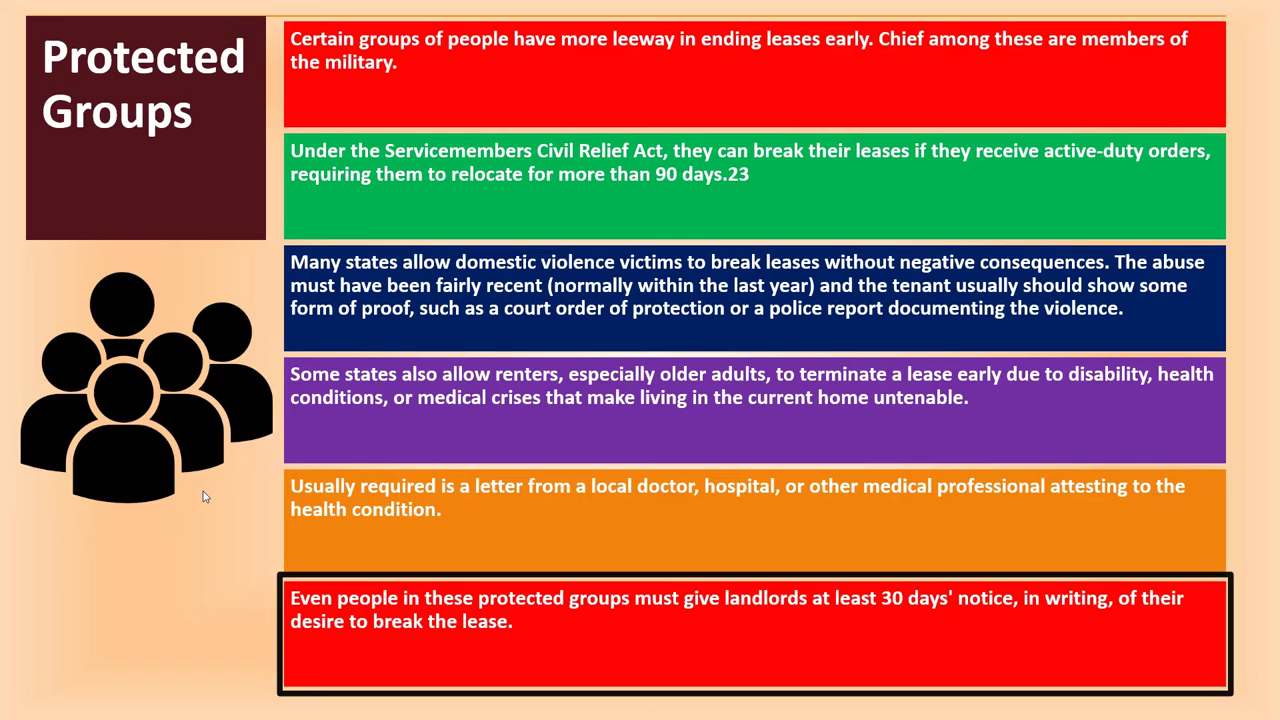 Protected
Groups
Certain groups of people have more leeway in ending leases early. Chief among these are members of
the military.
Under the Servicemembers Civil Relief Act, they can break their leases if they receive active-duty orders,
requiring them to relocate for more than 90 days.23
Many states allow domestic violence victims to break leases without negative consequences. The abuse
must have been fairly recent (normally within the last year) and the tenant usually should show some
form of proof, such as a court order of protection or a police report documenting the violence.
Some states also allow renters, especially older adults, to terminate a lease early due to disability, health
conditions, or medical crises that make living in the current home untenable.
Usually required is a letter from a local doctor, hospital, or other medical professional attesting to the
health condition.
Even people in these protected groups must give landlords at least 30 days' notice, in writing, of their
desire to break the lease.